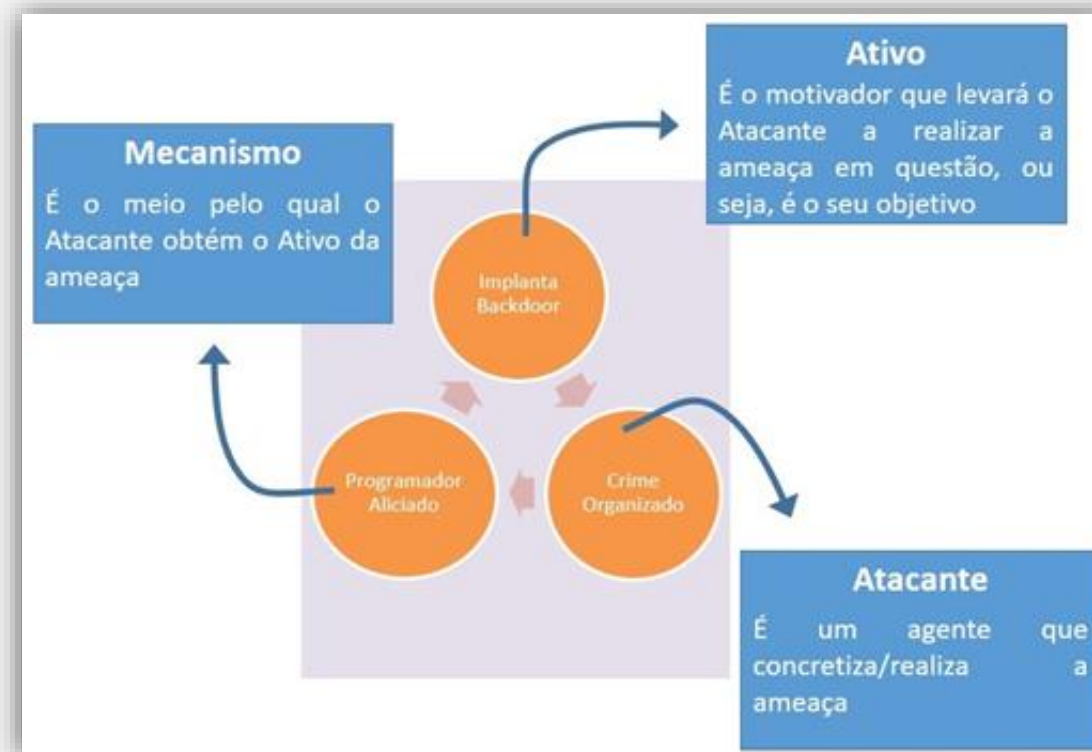 Ativo
É o motivador que levará o
Atacante a realizar a
ameaça em questão, ou
seja, é o seu objetivo
Mecanismo
É o meio pelo qual o
Atacante obtém o Ativo da
ameaça
Implanta
Backdoor
Programador
Aliciado
Crime
Organizado
Atacante
É um agente que
concretiza/realiza a
ameaça